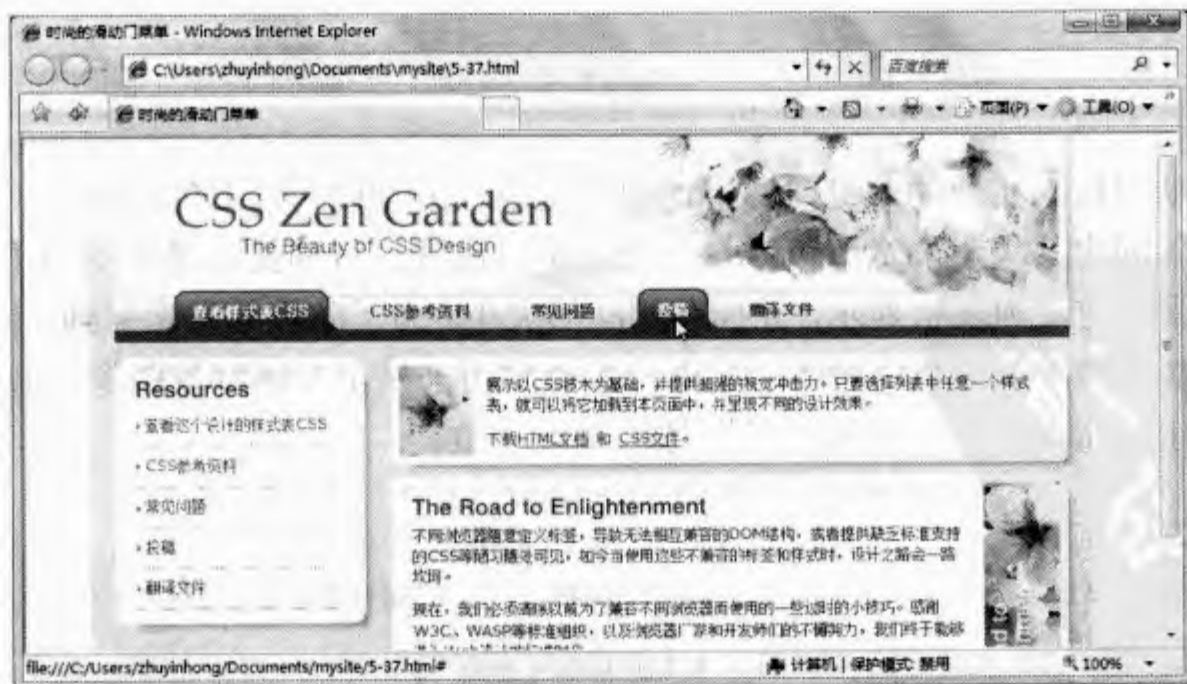 时尚的滑动门菜单 - Windows Internet Explorer
C:\Users\zhuyinhong\Documents\mysite\5-37.html
百度搜索
时尚的滑动门菜单
页面(P)
工具(O)
CSS Zen Garden
The Beauty of CSS Design
查看样式表CSS
CSS参考资料
常见问题
投稿
翻译文件
Resources
查看这个设计的样式表CSS
CSS参考资料
常见问题
投稿
翻译文件
展示以CSS技术为基础，并提供超强的视觉冲击力。只要选择列表中任意一个样式
表，就可以将它加载到本页面中，并呈现不同的设计效果。
下载HTML文档 和 CSS文件。
The Road to Enlightenment
不同浏览器随意定义标签，导致无法相互兼容的DOM结构，或者提供缺乏标准支持
的CSS等陋习随处可见，如今当使用这些不兼容的标签和样式时，设计之路会一路
坎坷。
现在，我们必须清除以前为了兼容不同浏览器而使用的一些过时的小技巧。感谢
W3C、WASP等标准组织，以及浏览器厂家和开发师们的不懈努力，我们终于能够
file:///C:/Users/zhuyinhong/Documents/mysite/5-37.html#
计算机 | 保护模式: 禁用
100%